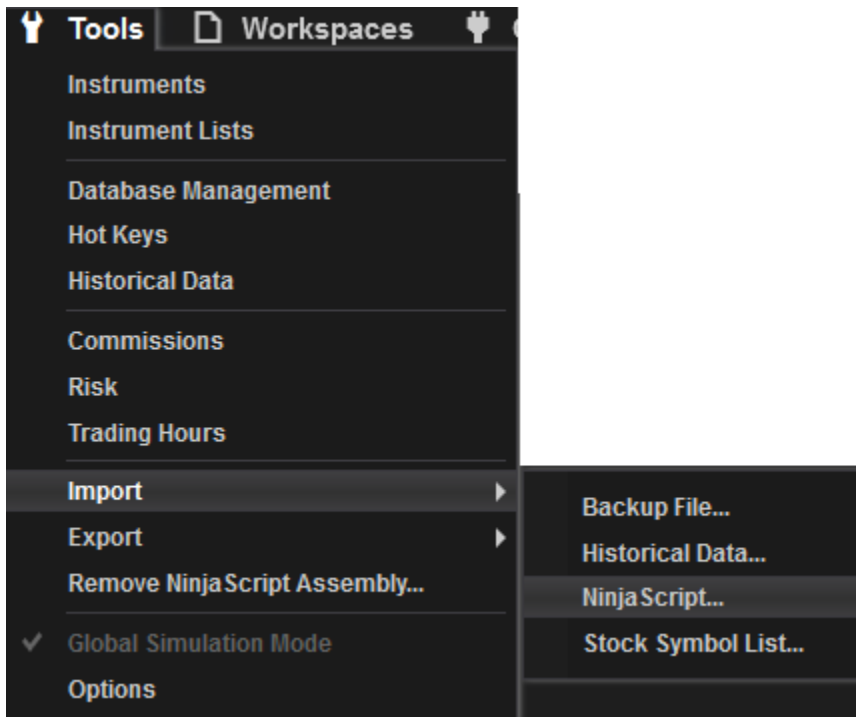 Tools Workspaces
Instruments
Instrument Lists
Database Management
Hot Keys
Historical Data
Commissions
Risk
Trading Hours
Import
Export
Remove NinjaScript Assembly...
Global Simulation Mode
Options
Backup File...
Historical Data...
NinjaScript...
Stock Symbol List...